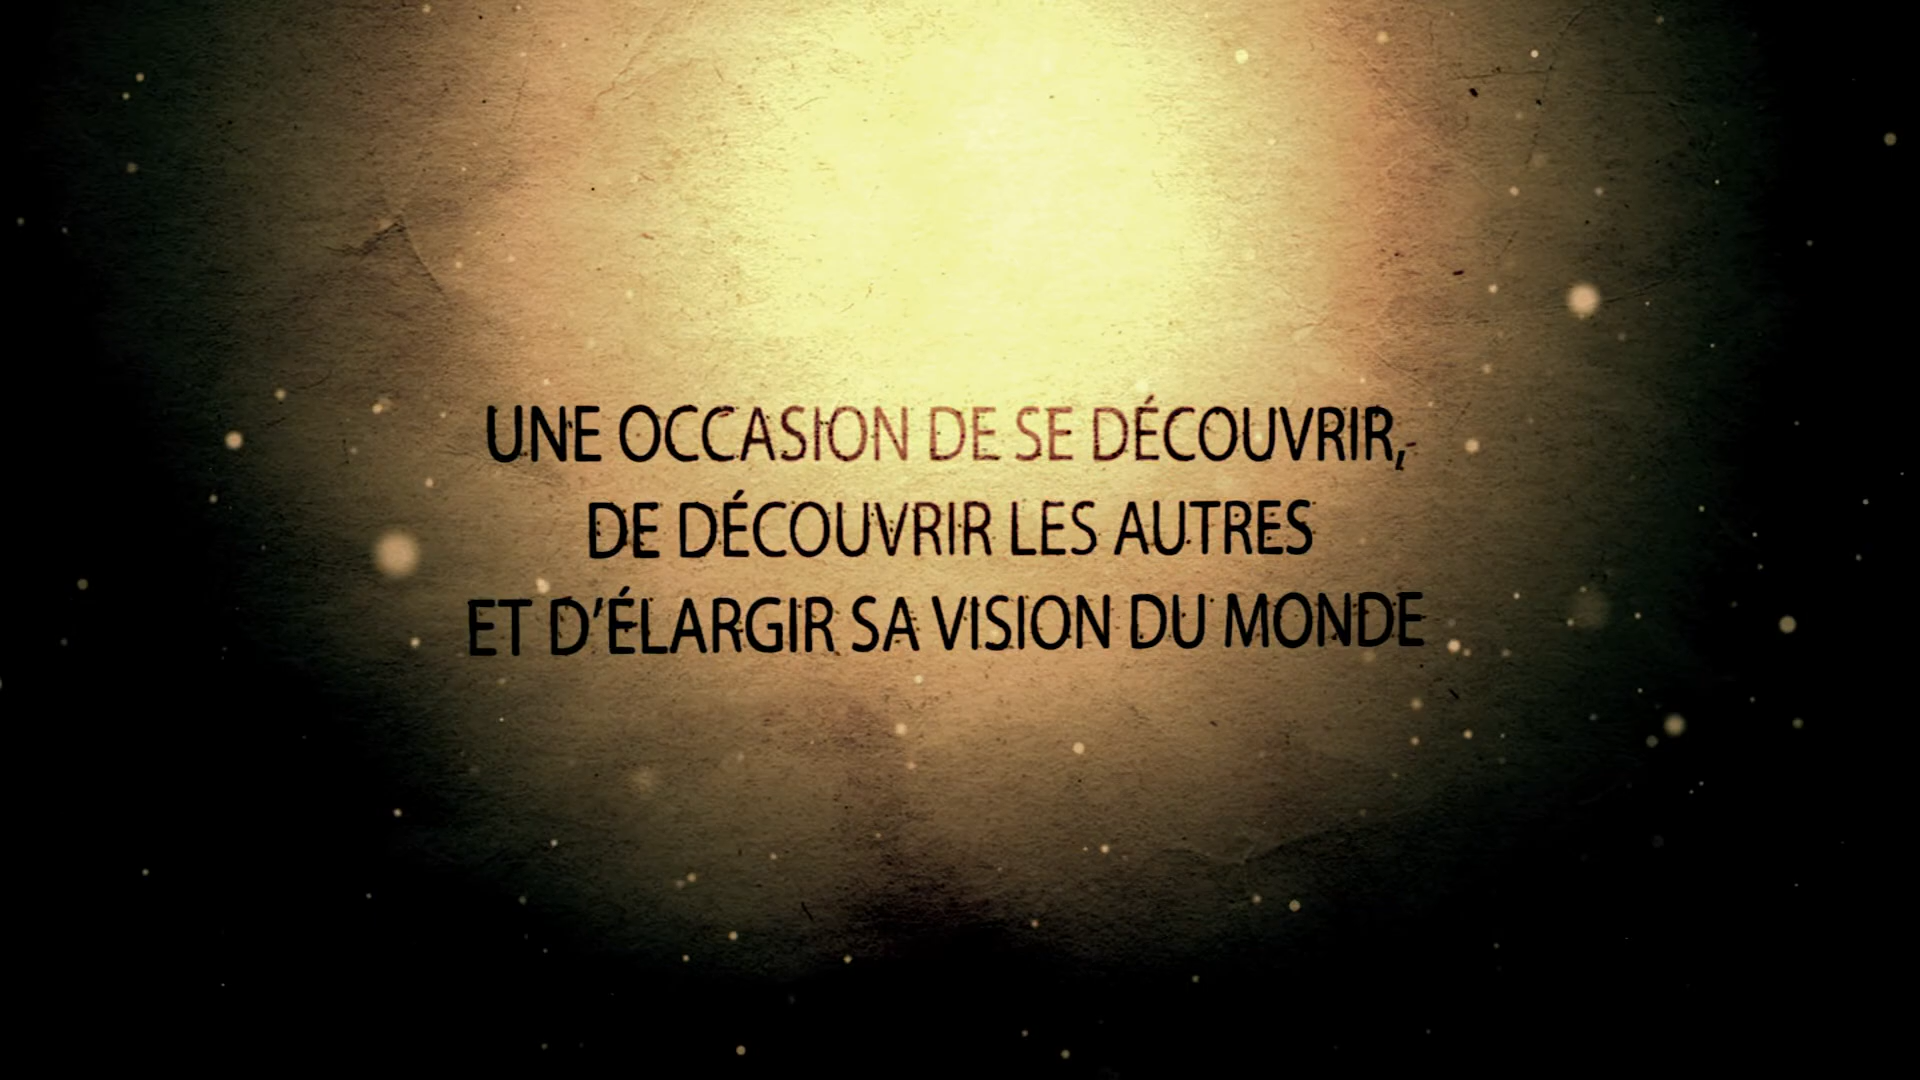 UNE OCCASION DE SE DÉCOUVRIR,
DE DÉCOUVRIR LES AUTRES
ET D’ÉLARGIR SA VISION DU MONDE